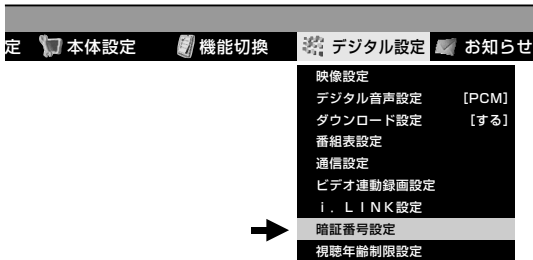 定 本体設定 機能切換 デジタル設定 お知らせ
映像設定
デジタル音声設定 [PCM]
ダウンロード設定 [する]
番組表設定
通信設定
ビデオ連動録画設定
ｉ．ＬＩＮＫ設定
暗証番号設定
視聴年齢制限設定